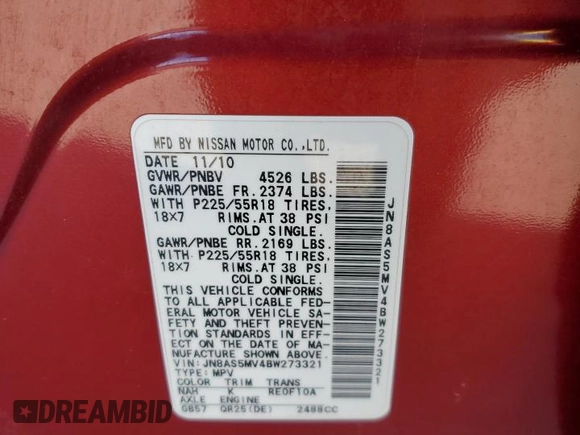 MFD BY NISSAN MOTOR CO.,LTD.
DATE 11/10
GVWR/PNBV 4526 LBS.
GAWR/PNBE FR. 2374 LBS.
WITH P225/55R18 TIRES.
18X7 RIMS.AT 38 PSI
COLD SINGLE.
GAWR/PNBE RR. 2169 LBS.
WITH P225/55R18 TIRES.
18X7 RIMS.AT 38 PSI
COLD SINGLE.
THIS VEHICLE CONFORMS
TO ALL APPLICABLE FED-
ERAL MOTOR VEHICLE SA-
FETY AND THEFT PREVEN-
TION STANDARDS IN EFF-
ECT ON THE DATE OF MA-
NUFACTURE SHOWN ABOVE.
VIN:JN8AS5MV4BW273321
TYPE: MPV
COLOR TRIM TRANS
NAH K RE0F10A
AXLE ENGINE
GB57 QR25(DE) 2488CC
JN8AS5MV4BW273321
DREAMBID